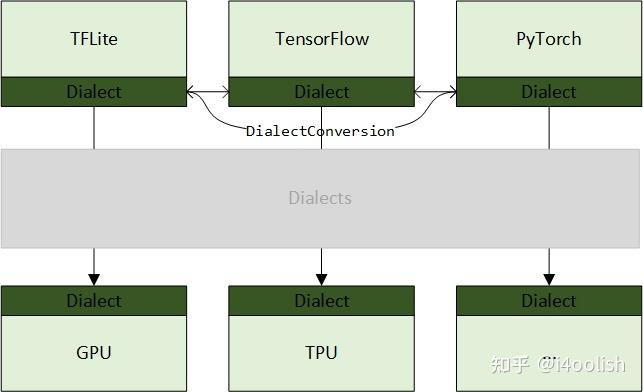 TFLite
TensorFlow
PyTorch
Dialect
Dialect
Dialect
DialectConversion
Dialects
Dialect
Dialect
Dialect
GPU
TPU
...
知乎 @i4oolish